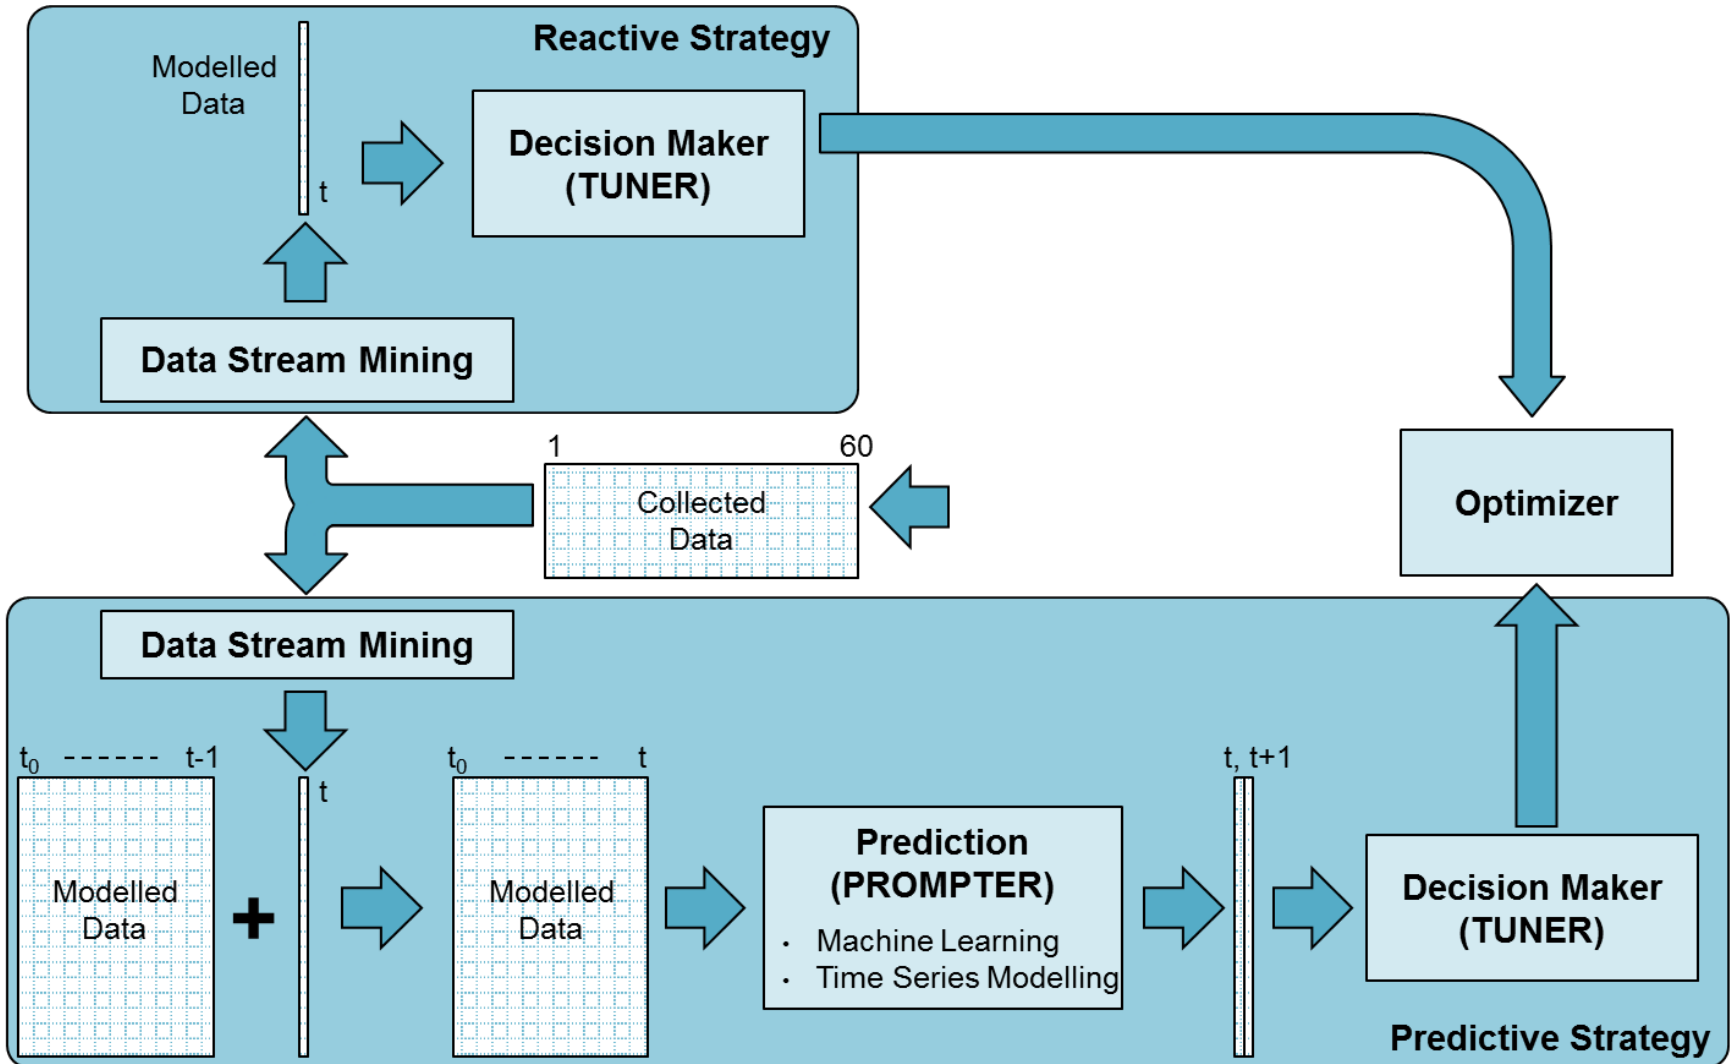 Reactive Strategy
Modelled
Data
t
Decision Maker
(TUNER)
Data Stream Mining
1 60
Collected
Data
Optimizer
Data Stream Mining
t0 ------- t-1
t
t0 ------- t
t, t+1
Modelled
Data
+
Modelled
Data
Prediction
(PROMPTER)
· Machine Learning
· Time Series Modelling
Decision Maker
(TUNER)
Predictive Strategy